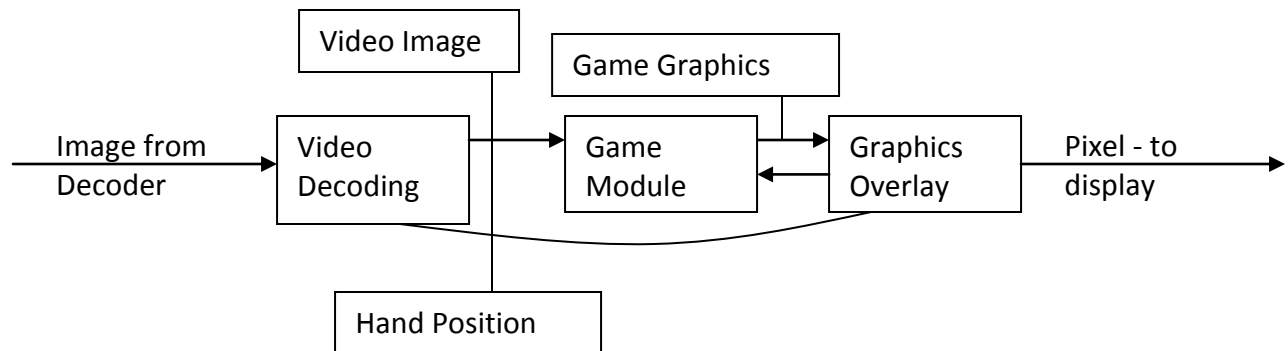 Video Image
Game Graphics
Image from
Decoder
Video
Decoding
Game
Module
Graphics
Overlay
Pixel - to
display
Hand Position